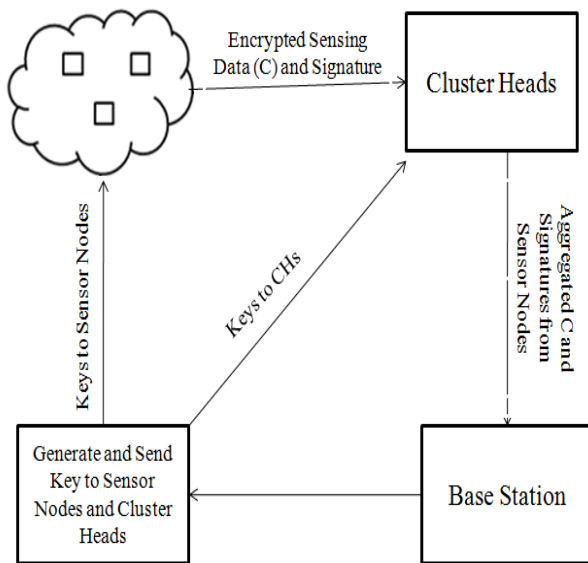 Encrypted Sensing
Data (C) and Signature
Cluster Heads
Keys to Sensor Nodes
Keys to CHs
Aggregated C and
Signatures from
Sensor Nodes
Generate and Send
Key to Sensor
Nodes and Cluster
Heads
Base Station